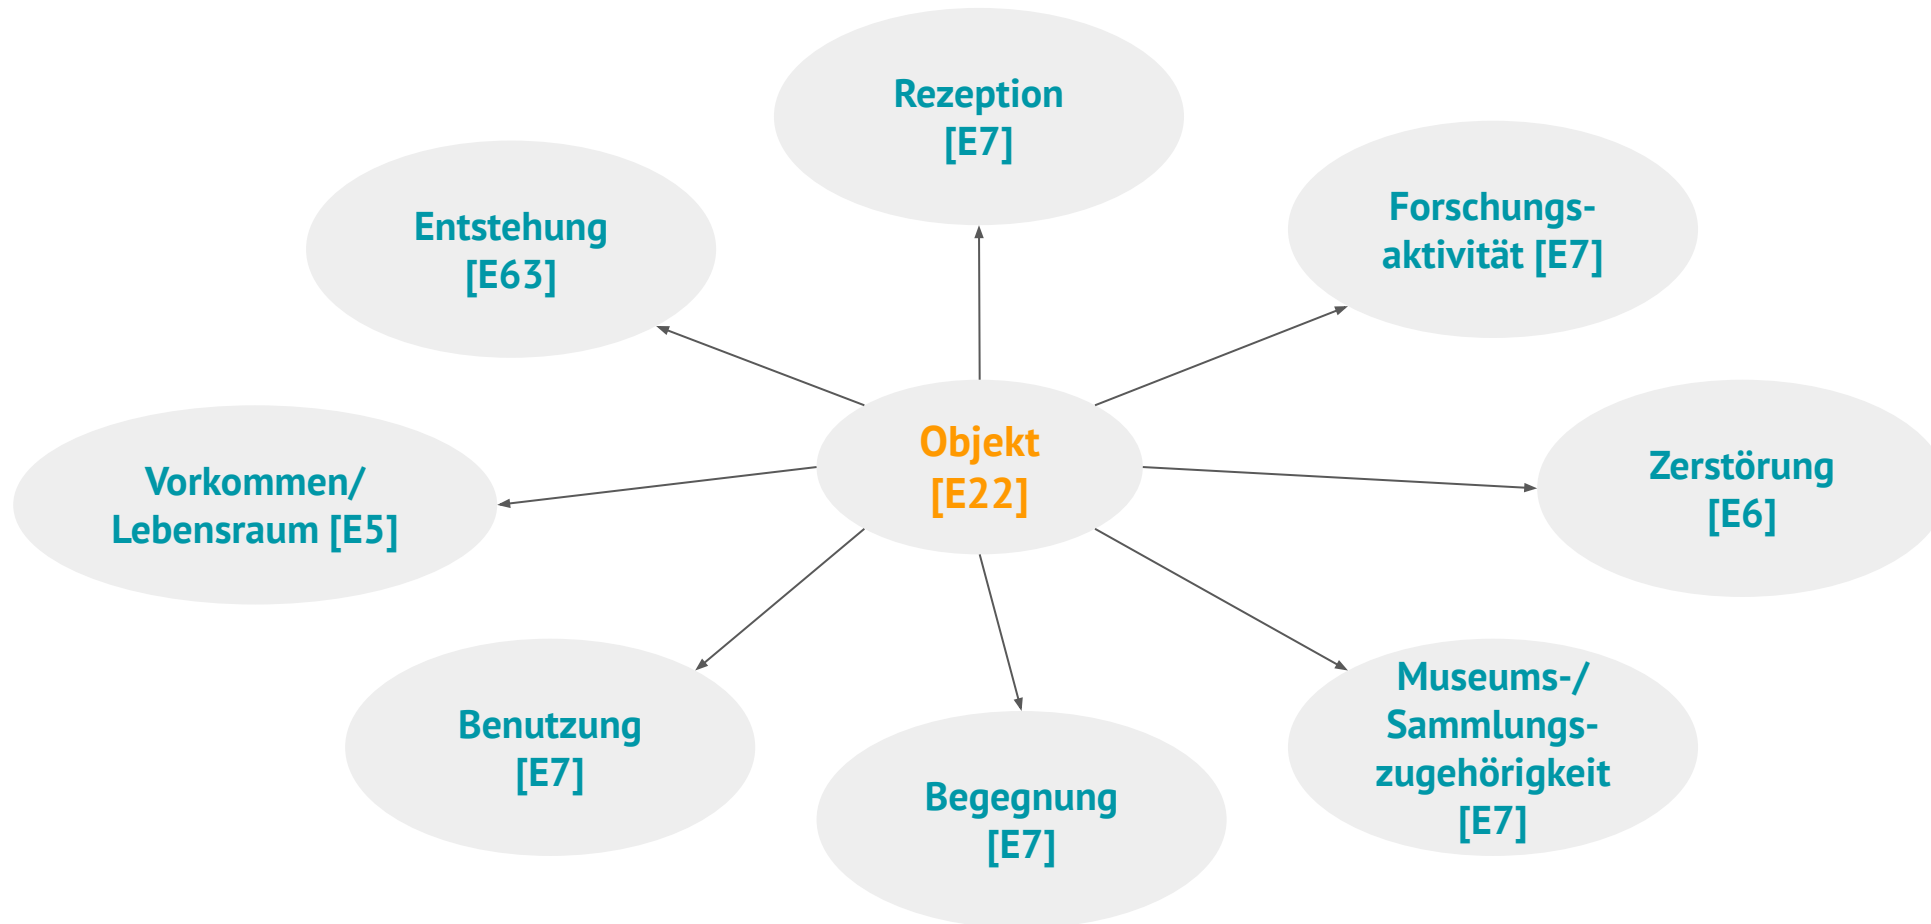 Rezeption
[E7]
Forschungs-
aktivität [E7]
Entstehung
[E63]
Objekt
[E22]
Zerstörung
[E6]
Vorkommen/
Lebensraum [E5]
Museums-/
Sammlungs-
zugehörigkeit
[E7]
Benutzung
[E7]
Begegnung
[E7]